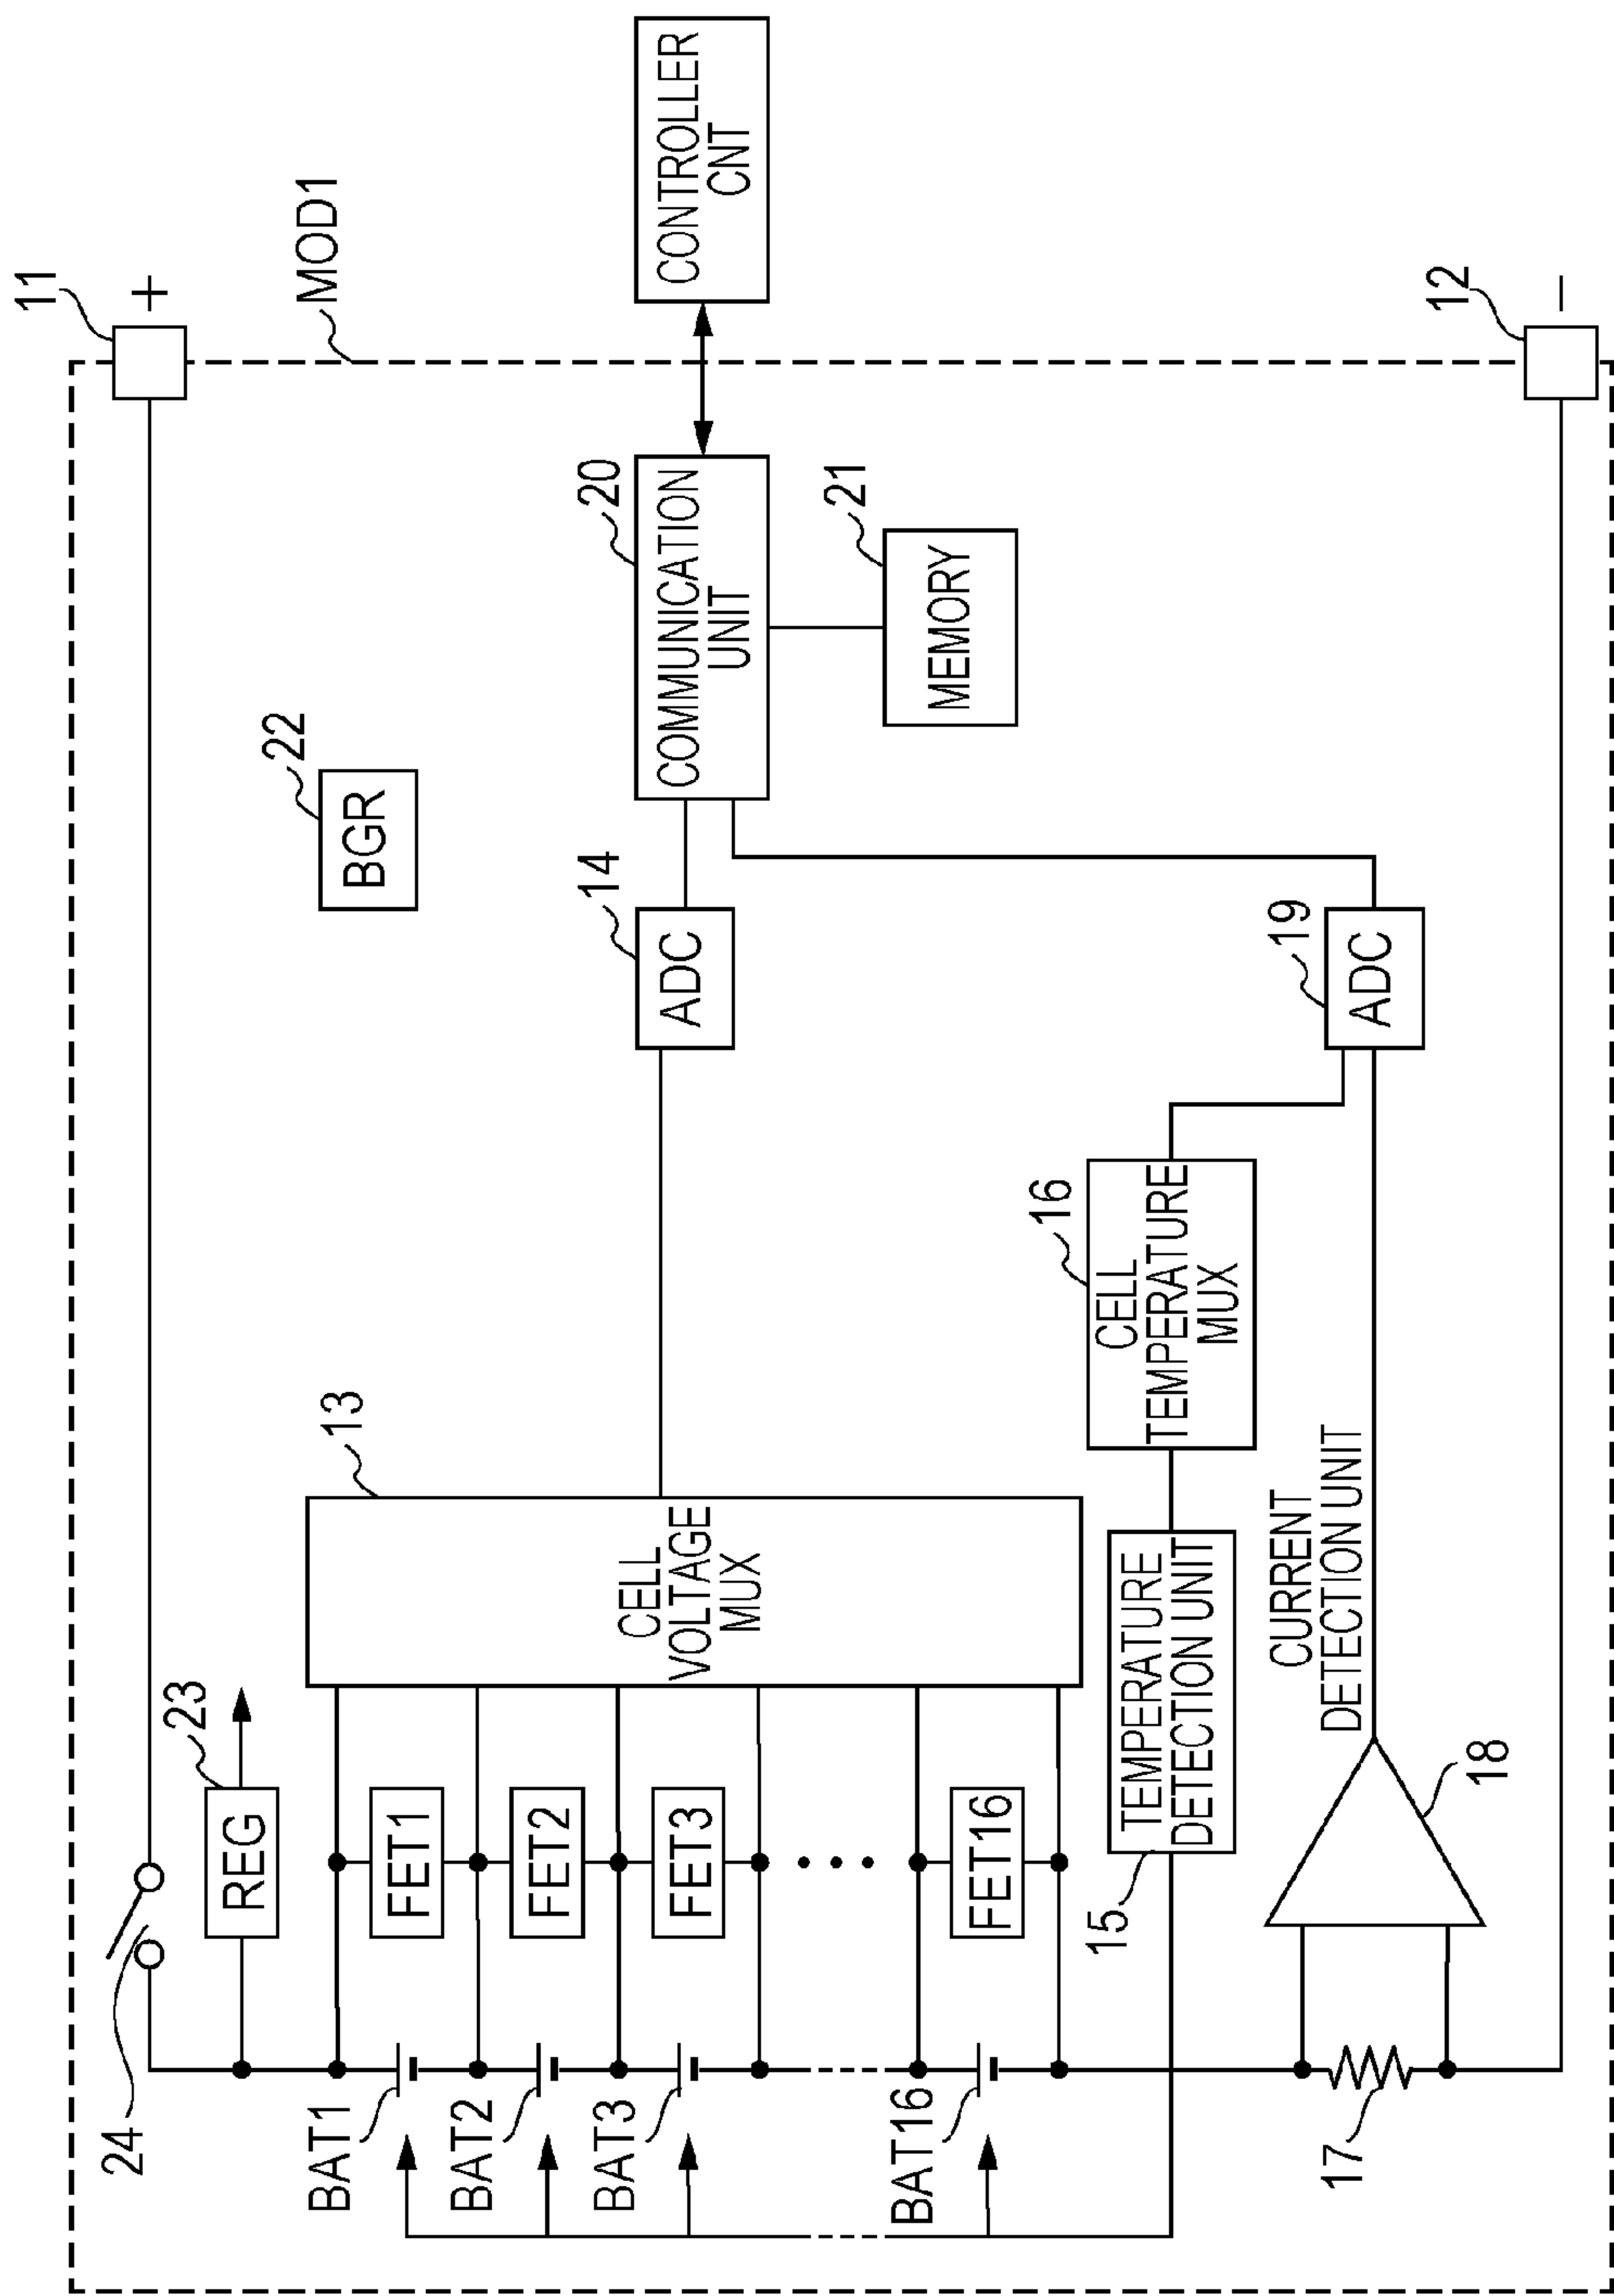 11
+
MOD1
CONTROLLER
CNT
12
−
20
COMMUNICATION
UNIT
21
MEMORY
22
BGR
14
ADC
19
ADC
16
CELL
TEMPERATURE
MUX
13
CELL
VOLTAGE
MUX
15
TEMPERATURE
DETECTION UNIT
CURRENT
DETECTION UNIT
18
23
REG
FET1
FET2
FET3
FET16
24
BAT1
BAT2
BAT3
BAT16
17